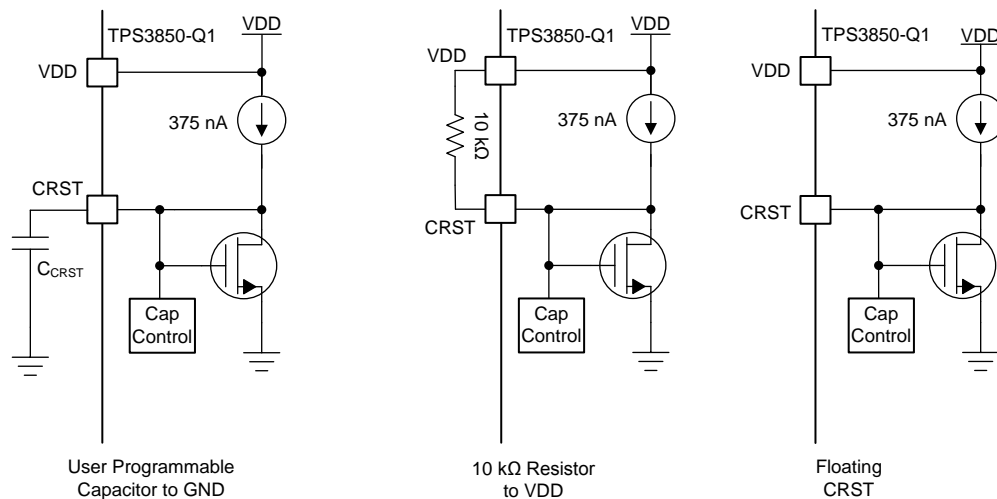 TPS3850-Q1
VDD
VDD
375 nA
CRST
CCRST
Cap
Control
User Programmable
Capacitor to GND
TPS3850-Q1
VDD
VDD
10 kΩ
375 nA
CRST
Cap
Control
10 kΩ Resistor
to VDD
TPS3850-Q1
VDD
VDD
375 nA
CRST
Cap
Control
Floating
CRST